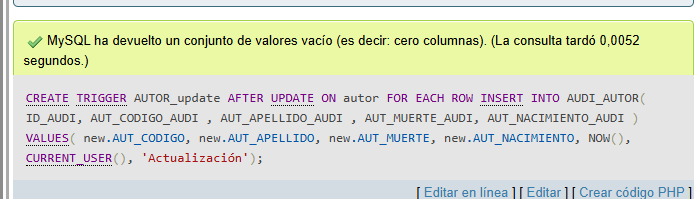 MySQL ha devuelto un conjunto de valores vacío (es decir: cero columnas). (La consulta tardó 0,0052
segundos.)
CREATE TRIGGER AUTOR_update AFTER UPDATE ON autor FOR EACH ROW INSERT INTO AUDI_AUTOR(
ID_AUDI, AUT_CODIGO_AUDI , AUT_APELLIDO_AUDI , AUT_MUERTE_AUDI, AUT_NACIMIENTO_AUDI )
VALUES( new.AUT_CODIGO, new.AUT_APELLIDO, new.AUT_MUERTE, new.AUT_NACIMIENTO, NOW(),
CURRENT_USER(), 'Actualización');
[ Editar en línea ] [ Editar ] [ Crear código PHP ]